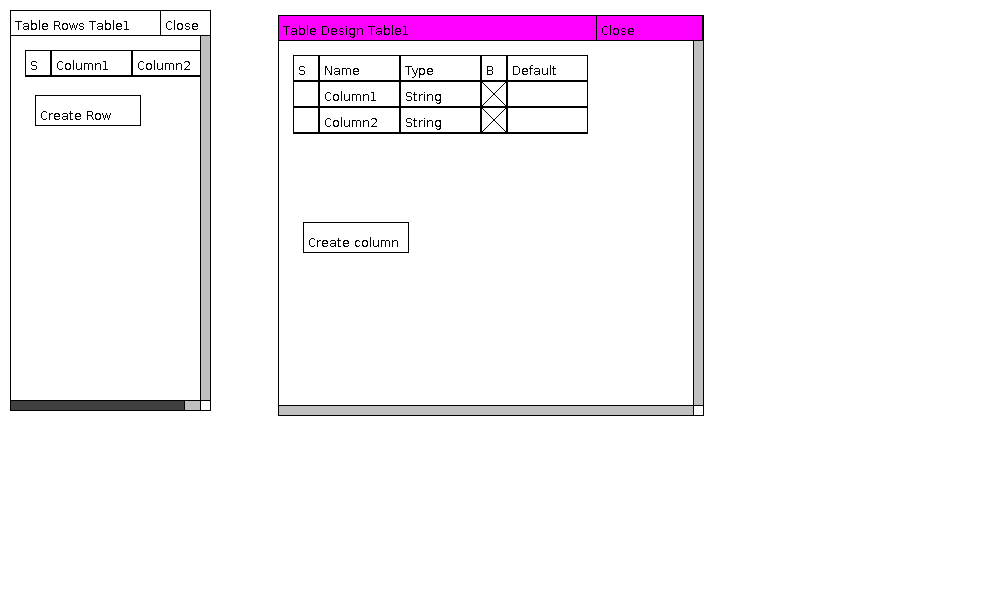 Table Rows Table1 Close
S Column1 Column2
Create Row
Table Design Table1 Close
S Name Type B Default
Column1 String
Column2 String
Create column